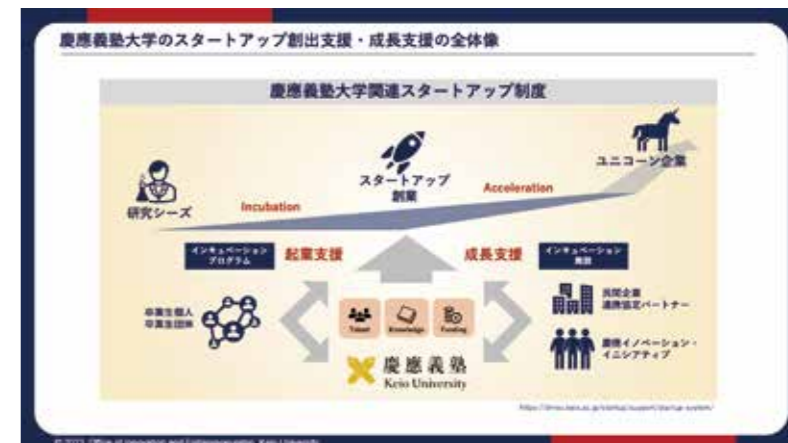 慶應義塾大学のスタートアップ創出支援・成長支援の全体像
慶應義塾大学関連スタートアップ制度
ユニコーン企業
スタートアップ
創業
Acceleration
研究シーズ
Incubation
インキュベーション
プログラム
起業支援
成長支援
インキュベーション
施設
卒業生個人
卒業生団体
民間企業
連携協定パートナー
Talent
Knowledge
Funding
慶應イノベーション・
イニシアティブ
慶應義塾
Keio University